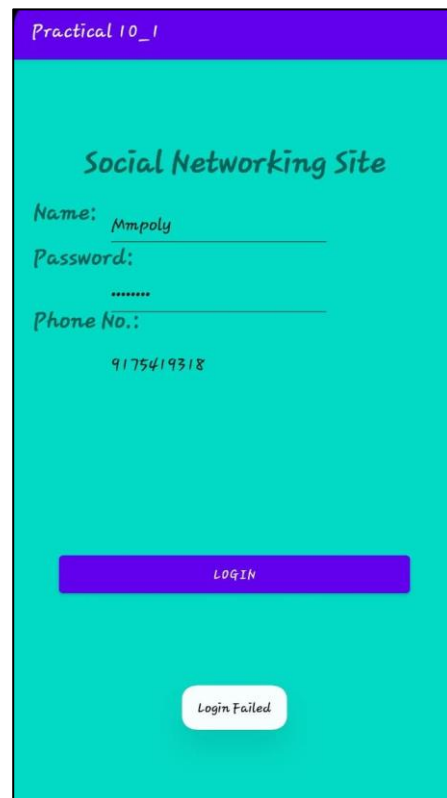 Practical 10_1
Social Networking Site
Name:
Mmpoly
Password:
••••••••
Phone No.:
9175419318
LOGIN
Login Failed